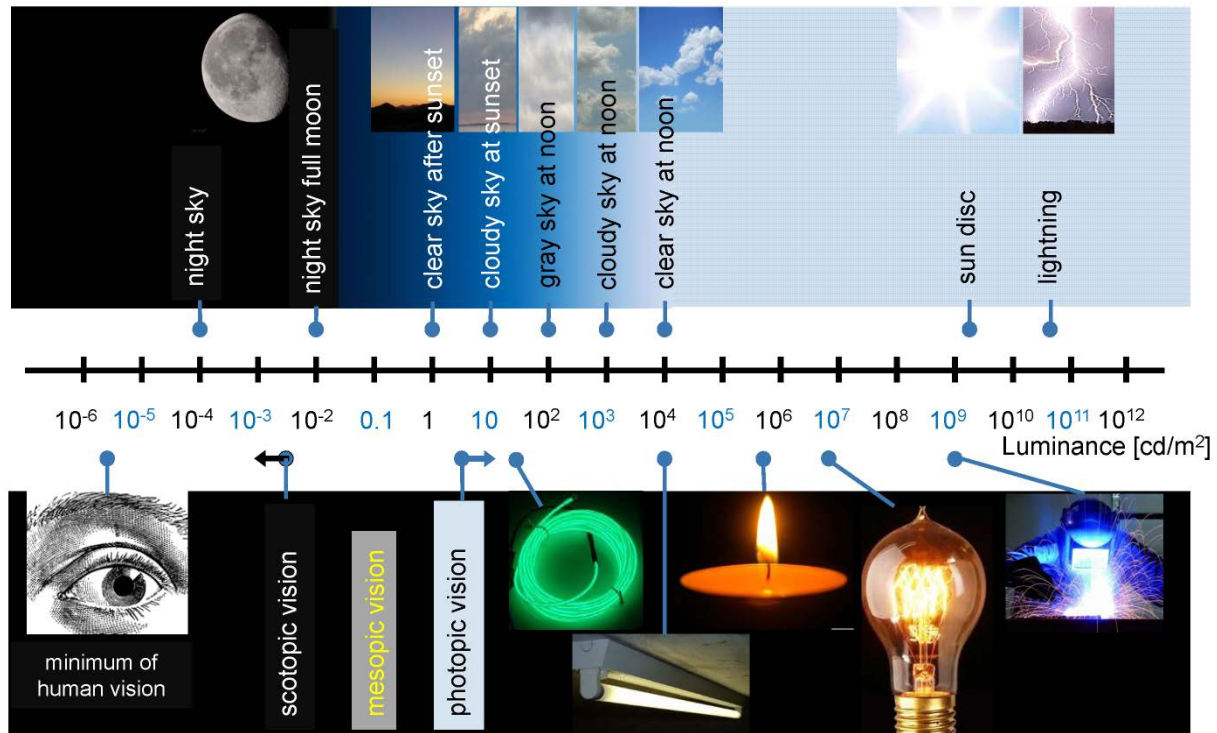 night sky
night sky full moon
clear sky after sunset
cloudy sky at sunset
gray sky at noon
cloudy sky at noon
clear sky at noon
sun disc
lightning
10⁻⁶ 10⁻⁵ 10⁻⁴ 10⁻³ 10⁻² 0.1 1 10 10² 10³ 10⁴ 10⁵ 10⁶ 10⁷ 10⁸ 10⁹ 10¹⁰ 10¹¹ 10¹²
Luminance [cd/m²]
minimum of
human vision
scotopic vision
mesopic vision
photopic vision